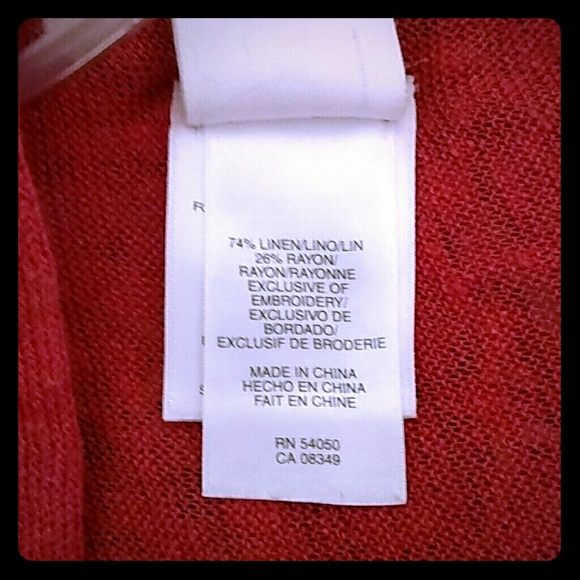 74% LINEN/LINO/LIN
26% RAYON/
RAYON/RAYONNE
EXCLUSIVE OF
EMBROIDERY/
EXCLUSIVO DE
BORDADO/
EXCLUSIF DE BRODERIE
MADE IN CHINA
HECHO EN CHINA
FAIT EN CHINE
RN 54050
CA 08349